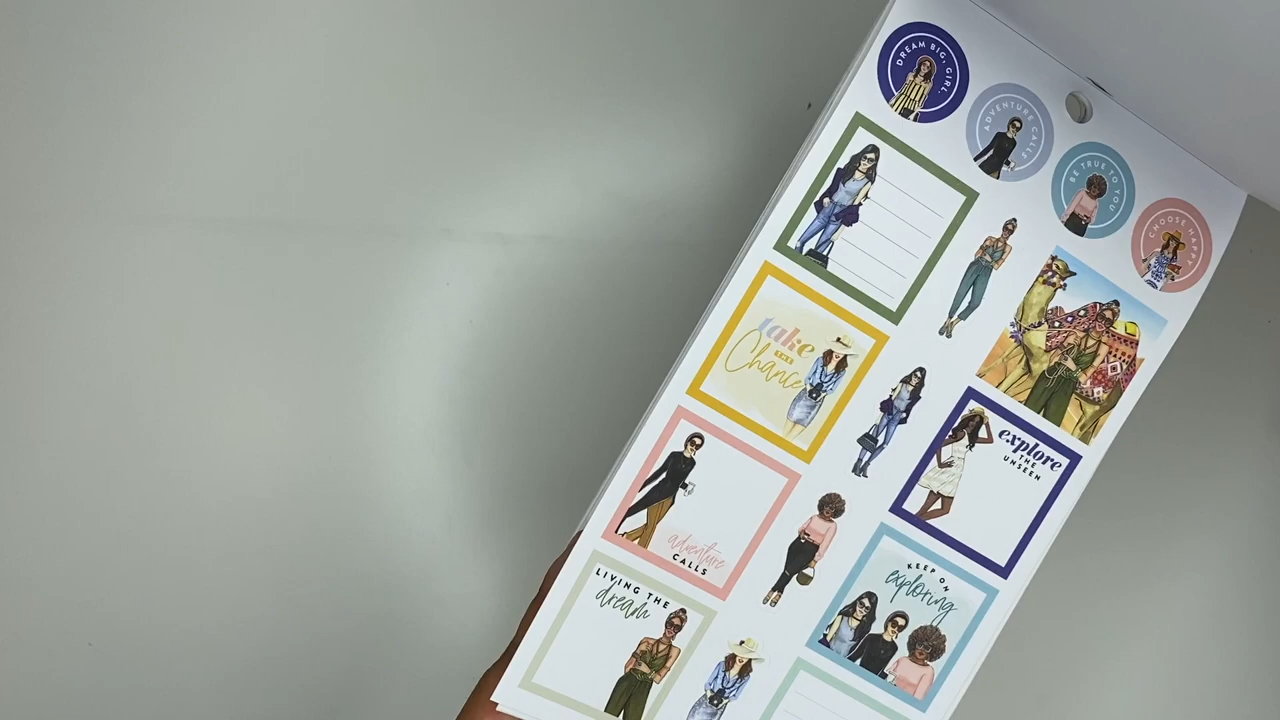 DREAM BIG, GIRL.
ADVENTURE CALLS
BE TRUE TO YOU
CHOOSE HAPPY
take
THE
Chance
explore
THE
UNSEEN
adventure
CALLS
KEEP ON
exploring
LIVING THE
dream